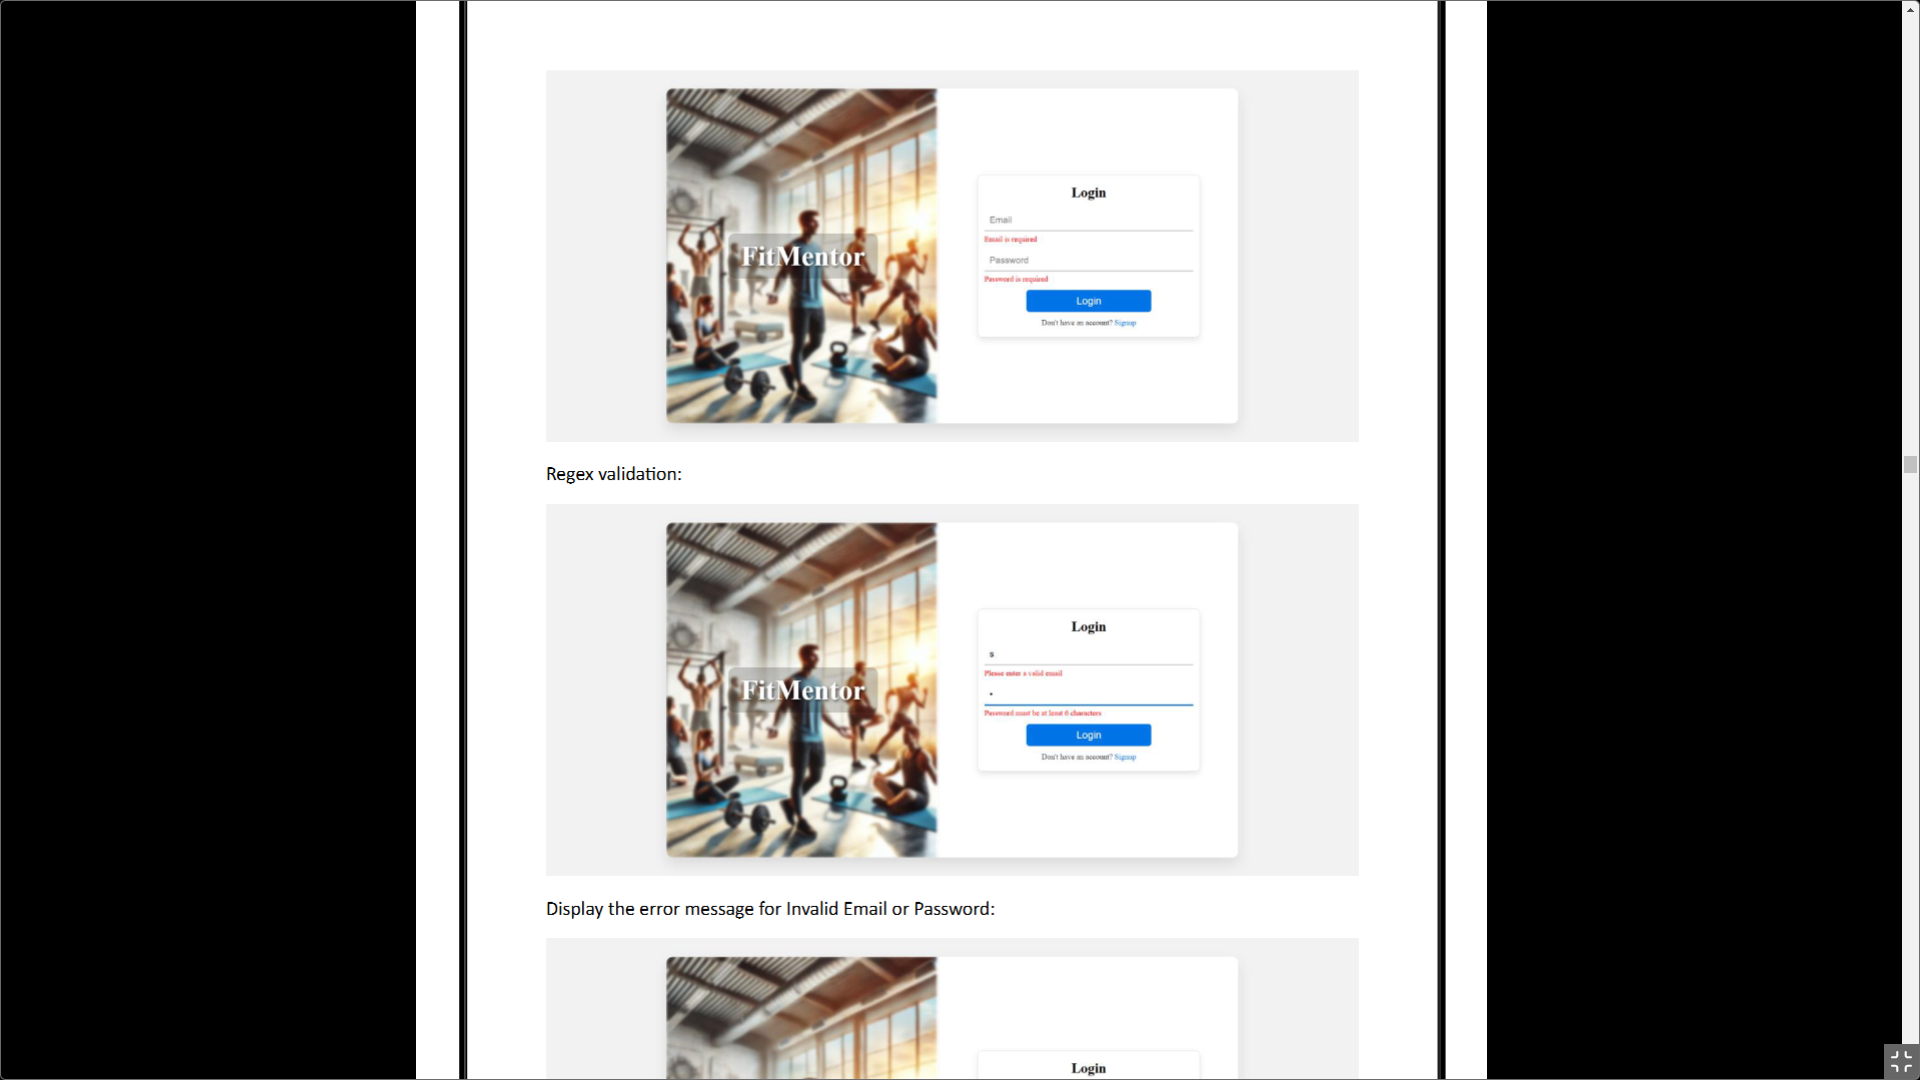 FitMentor
Login
Email
Email is required
Password
Password is required
Login
Don't have an account? Signup
Regex validation:
FitMentor
Login
s
Please enter a valid email
•
Password must be at least 6 characters
Login
Don't have an account? Signup
Display the error message for Invalid Email or Password:
Login